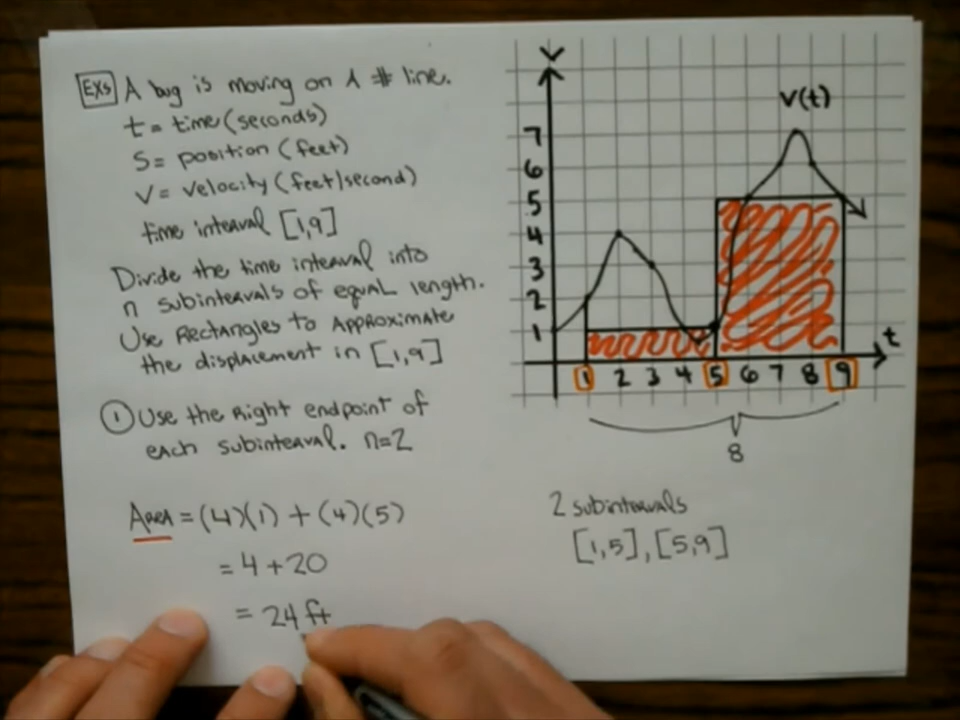 EXs A bug is moving on A # line.
t = time (seconds)
S = position (feet)
V = Velocity (feet/second)
time interval [1,9]
Divide the time interval into
n subintervals of equal length.
Use Rectangles to Approximate
the displacement in [1,9]
① Use the Right endpoint of
each subinterval. n=2
Area = (4)(1) + (4)(5)
= 4 + 20
= 24 ft
V
V(t)
7
6
5
4
3
2
1
t
1 2 3 4 5 6 7 8 9
8
2 subintervals
[1,5], [5,9]